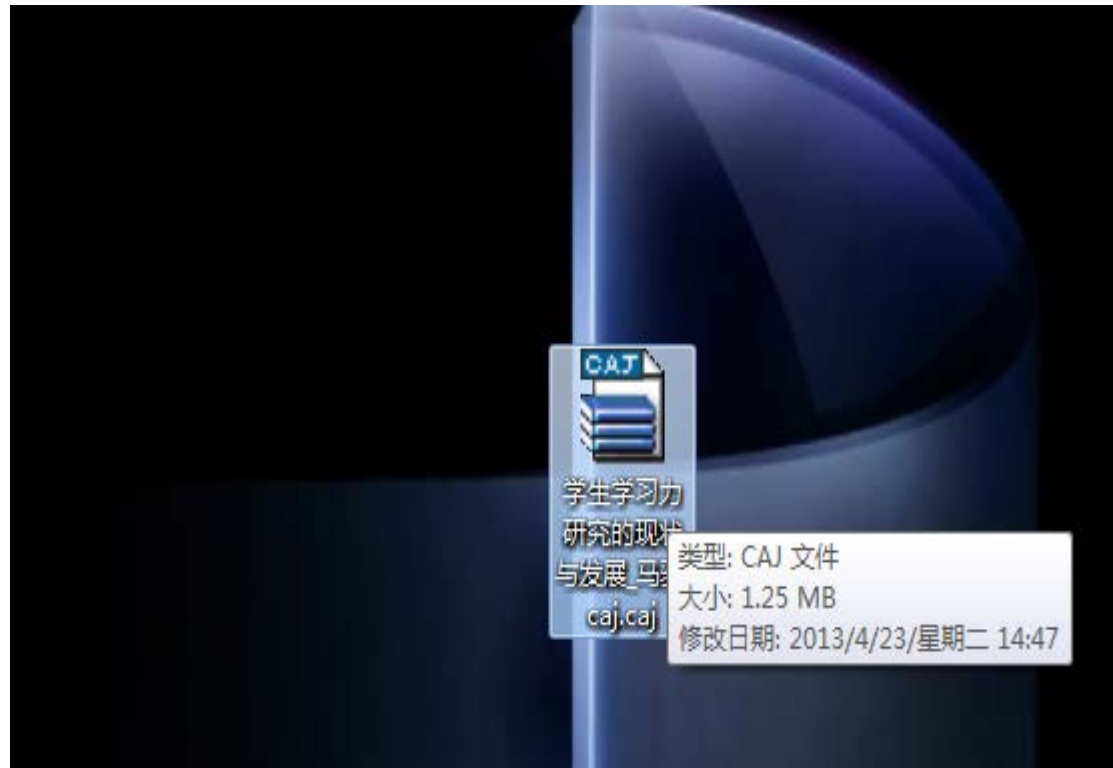 CAJ
学生学习力
研究的现状
与发展_马
caj.caj
类型: CAJ 文件
大小: 1.25 MB
修改日期: 2013/4/23/星期二 14:47